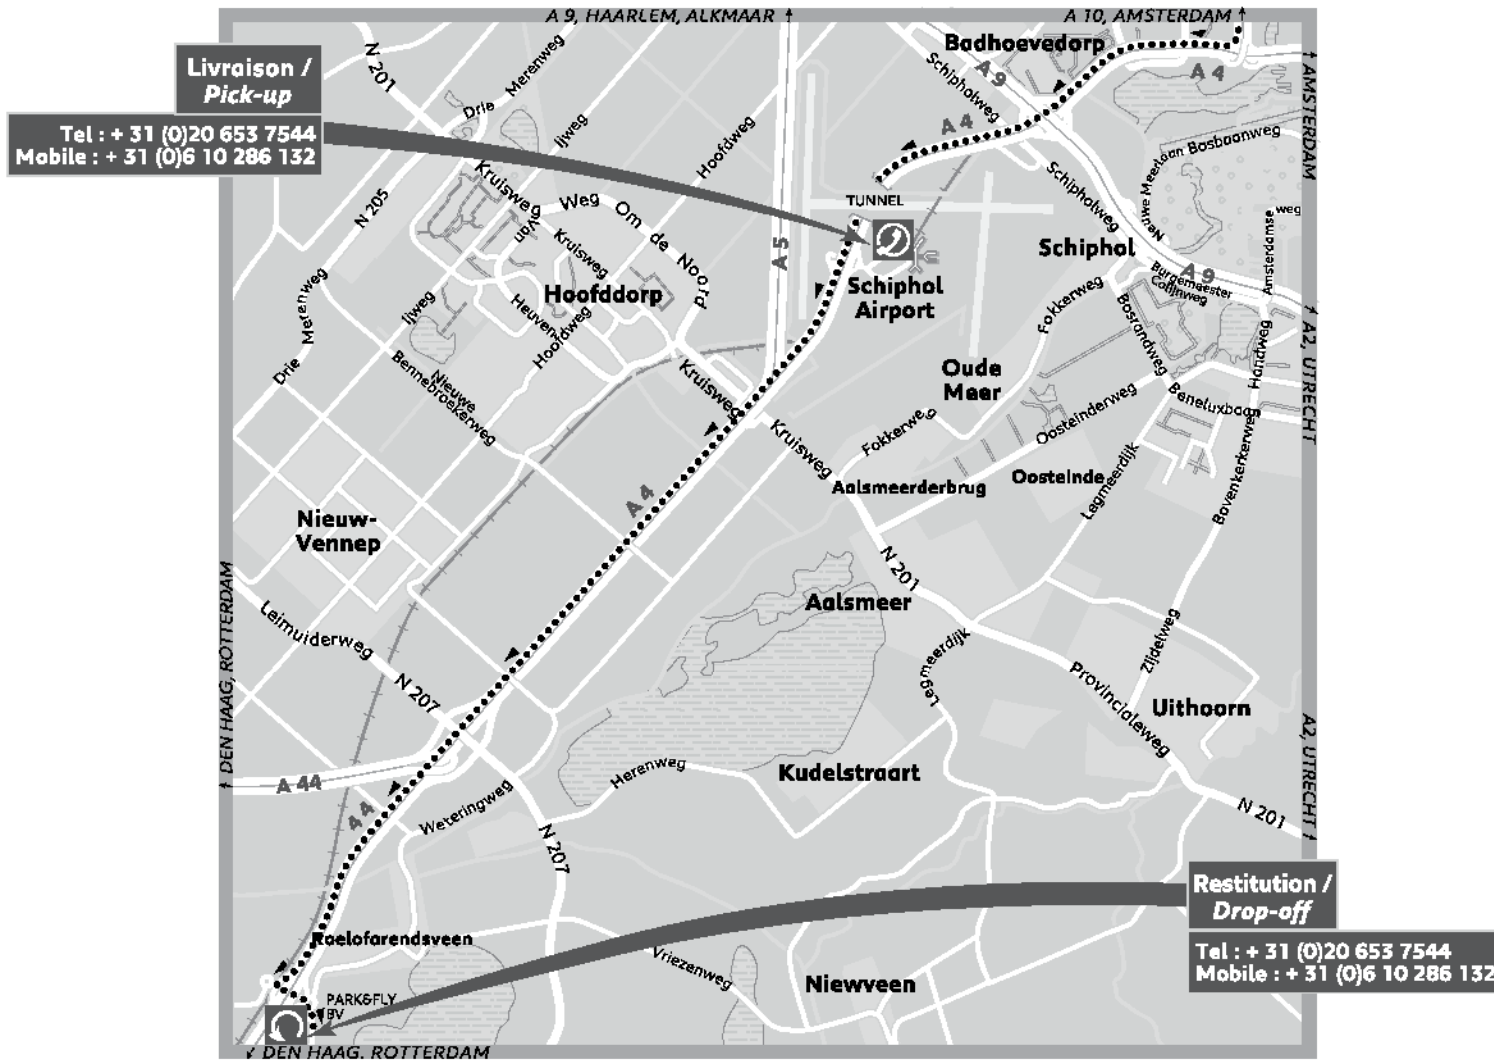 A 9, HAARLEM, ALKMAAR
A 10, AMSTERDAM
Livraison /
Pick-up
Tel : + 31 (0)20 653 7544
Mobile : + 31 (0)6 10 286 132
N 201
Drie Merenweg
Ijweg
Hoofdweg
Badhoevedorp
A 9
A 4
Schipholweg
A 4
AMSTERDAM
Nieuwe Meerlaan
Bosbaanweg
Schipholweg
Amsterdamse weg
N 205
Kruisweg
Weg Om de Noord
Van Heuven
Kruisweg
TUNNEL
A 5
Schiphol
A 9
Burgemeester
Colijnweg
Hoofddorp
Schiphol
Airport
Fokkerweg
Bosrandweg
Handweg
A2, UTRECHT
Drie Merenweg
Ijweg
Hoofdweg
Nieuwe
Bennebroekerweg
Kruisweg
Oude
Meer
Beneluxbaan
Kruisweg
Fokkerweg
Oosteinderweg
Aalsmeerderbrug
Oosteinde
Legmeerdijk
Bovenkerkerweg
A 4
Nieuw-
Vennep
DEN HAAG, ROTTERDAM
N 201
Aalsmeer
Leimuiderweg
N 207
Legmeerdijk
Zijdelweg
Provincialeweg
Uithoorn
A2, UTRECHT
A 44
A 4
Herenweg
Kudelstraart
Weteringweg
N 207
N 201
Restitution /
Drop-off
Tel : + 31 (0)20 653 7544
Mobile : + 31 (0)6 10 286 132
Roelofarendsveen
Vriezenweg
Niewveen
PARK&FLY
BV
DEN HAAG, ROTTERDAM